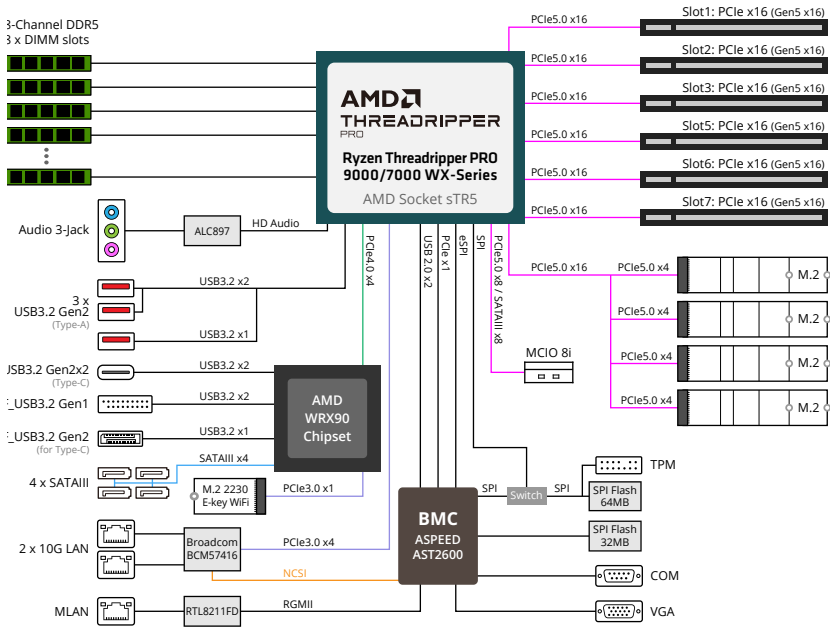 3-Channel DDR5
3 x DIMM slots
PCIe5.0 x16
Slot1: PCIe x16 (Gen5 x16)
PCIe5.0 x16
Slot2: PCIe x16 (Gen5 x16)
PCIe5.0 x16
Slot3: PCIe x16 (Gen5 x16)
PCIe5.0 x16
Slot5: PCIe x16 (Gen5 x16)
PCIe5.0 x16
Slot6: PCIe x16 (Gen5 x16)
PCIe5.0 x16
Slot7: PCIe x16 (Gen5 x16)
AMD
THREADRIPPER
PRO
Ryzen Threadripper PRO
9000/7000 WX-Series
AMD Socket sTR5
Audio 3-Jack
ALC897
HD Audio
PCIe4.0 x4
USB 2.0 x2
PCIe x1
eSPI
SPI
PCIe5.0 x8 / SATAIII x8
PCIe5.0 x16
PCIe5.0 x4
M.2
PCIe5.0 x4
M.2
PCIe5.0 x4
M.2
PCIe5.0 x4
M.2
MCIO 8i
3 x
USB3.2 Gen2
(Type-A)
USB3.2 x2
USB3.2 x1
USB3.2 Gen2x2
(Type-C)
USB3.2 x2
F_USB3.2 Gen1
USB3.2 x2
F_USB3.2 Gen2
(for Type-C)
USB3.2 x1
AMD
WRX90
Chipset
4 x SATAIII
SATAIII x4
M.2 2230
E-key WiFi
PCIe3.0 x1
2 x 10G LAN
Broadcom
BCM57416
PCIe3.0 x4
NCSI
MLAN
RTL8211FD
RGMII
BMC
ASPEED
AST2600
SPI
Switch
SPI
TPM
SPI Flash
64MB
SPI Flash
32MB
COM
VGA